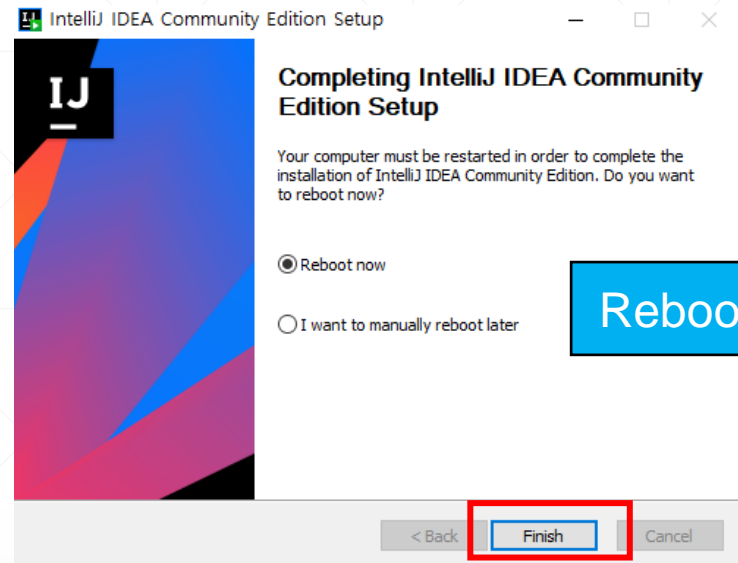 IntelliJ IDEA Community Edition Setup
IJ
Completing IntelliJ IDEA Community
Edition Setup
Your computer must be restarted in order to complete the
installation of IntelliJ IDEA Community Edition. Do you want
to reboot now?
Reboot now
I want to manually reboot later
Reboo
< Back
Finish
Cancel